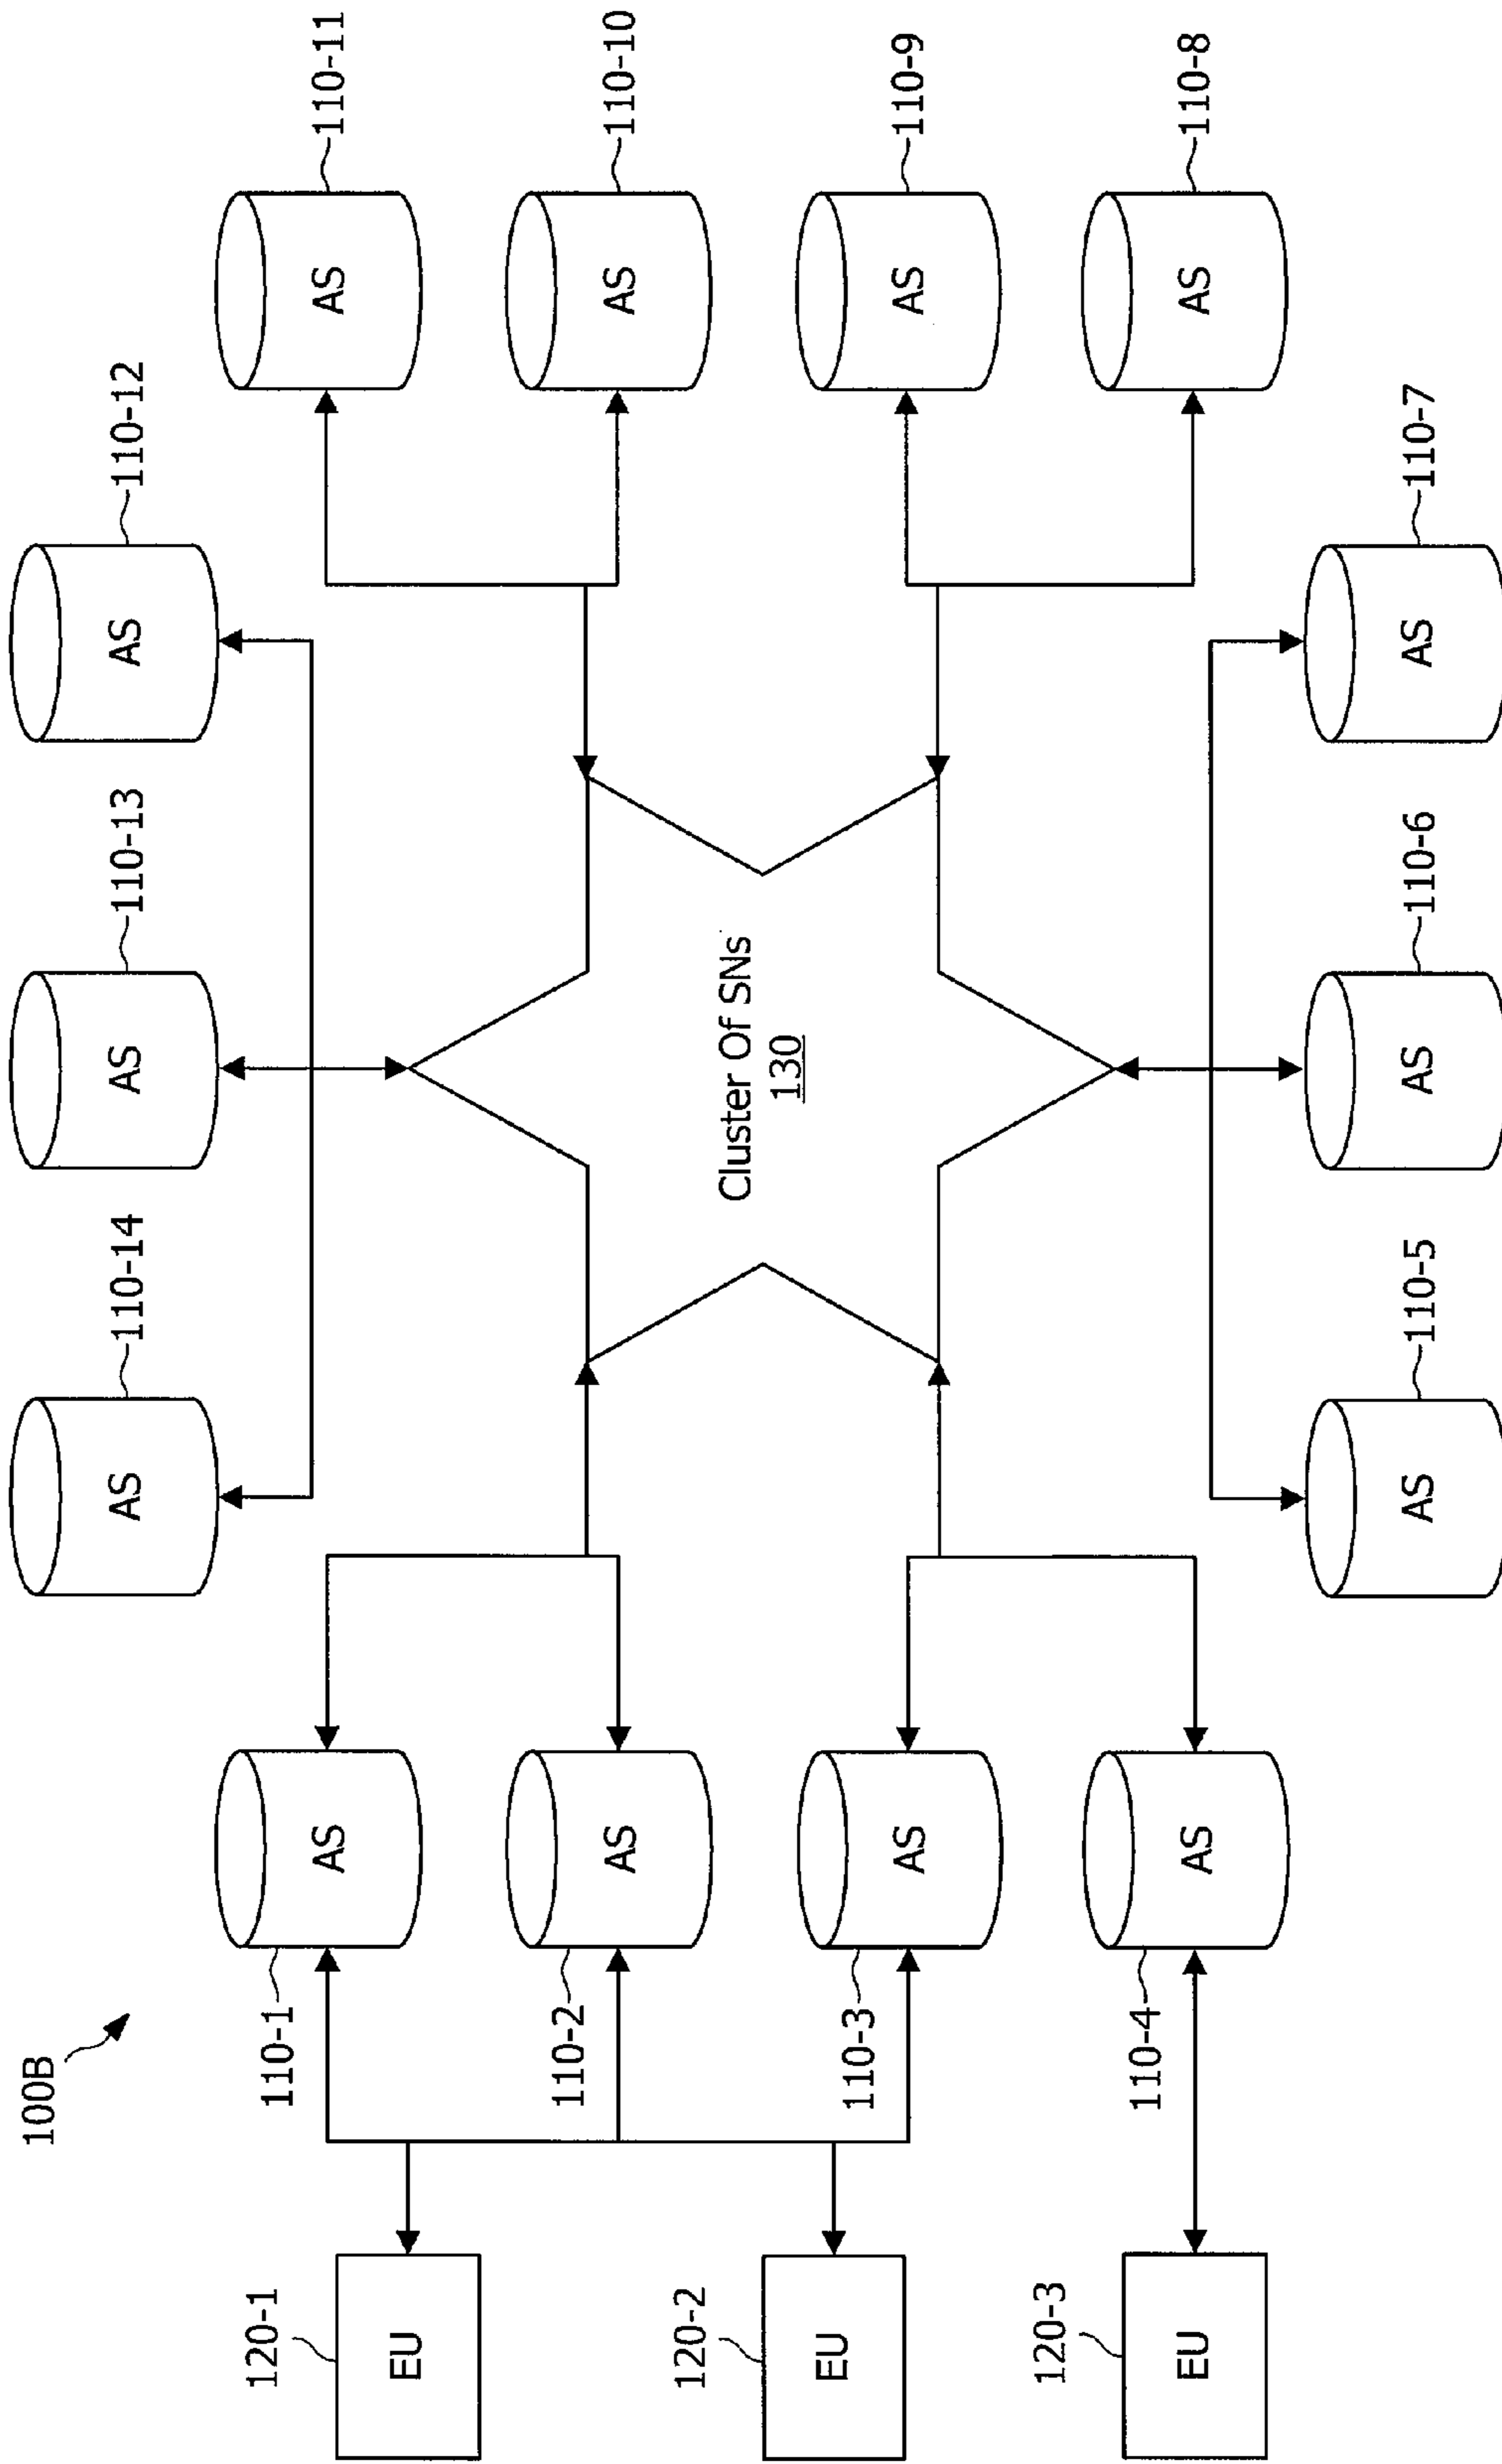 100B
110-14
110-13
110-12
AS
AS
AS
120-1
110-1
110-11
EU
AS
AS
110-2
110-10
AS
AS
120-2
Cluster Of SNs
130
EU
110-3
110-9
AS
AS
120-3
110-4
110-8
EU
AS
AS
110-5
110-6
110-7
AS
AS
AS